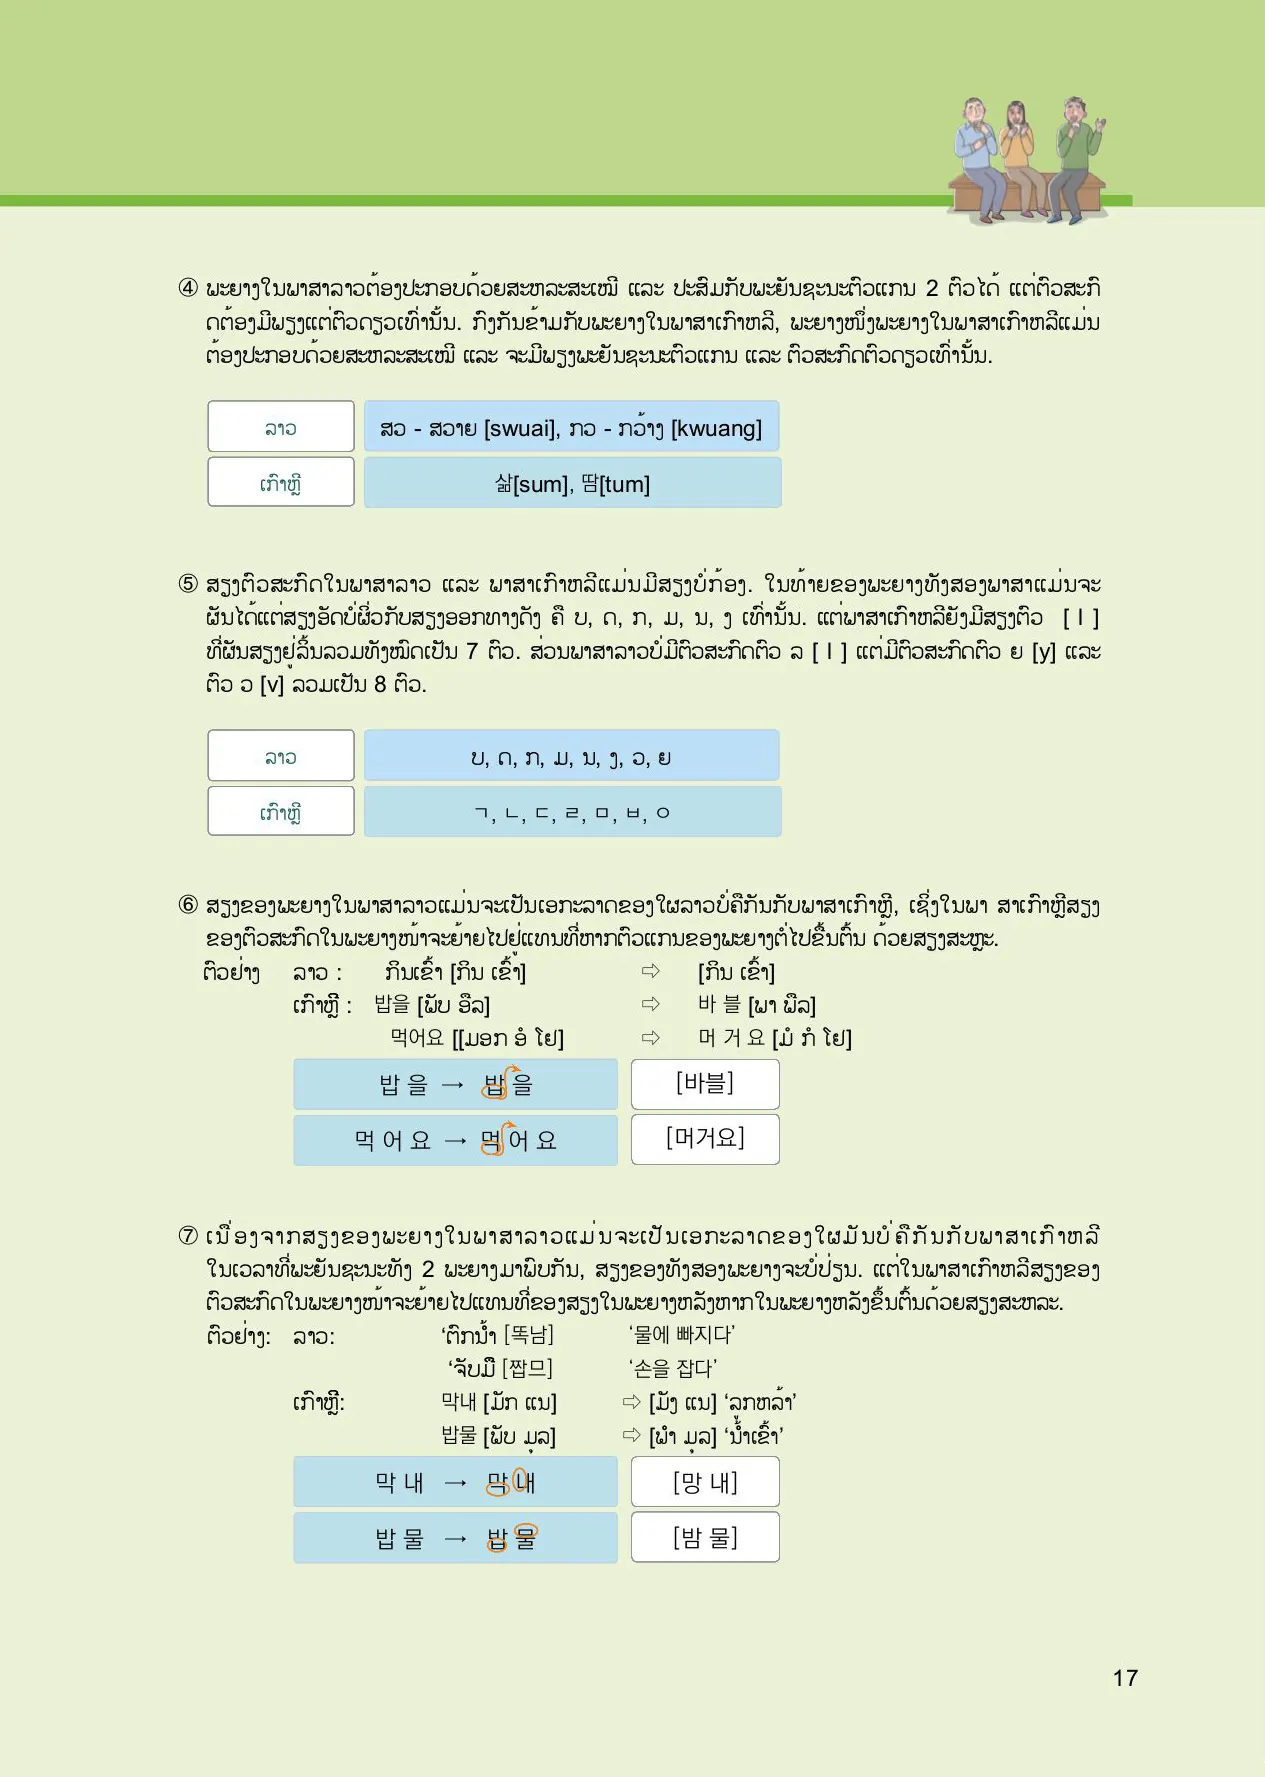 ④ ພະຍາງໃນພາສາລາວຕ້ອງປະກອບດ້ວຍສະຫລະສະເໝີ ແລະ ປະສົມກັບພະຍັນຊະນະຕົວແກນ 2 ຕົວໄດ້ ແຕ່ຕົວສະກົ
ດຕ້ອງມີພຽງແຕ່ຕົວດຽວເທົ່ານັ້ນ. ກົງກັນຂ້າມກັບພະຍາງໃນພາສາເກົາຫລີ, ພະຍາງໜຶ່ງພະຍາງໃນພາສາເກົາຫລີແມ່ນ
ຕ້ອງປະກອບດ້ວຍສະຫລະສະເໝີ ແລະ ຈະມີພຽງພະຍັນຊະນະຕົວແກນ ແລະ ຕົວສະກົດຕົວດຽວເທົ່ານັ້ນ.
ລາວ ສວ - ສວາຍ [swuai], ກວ - ກວ້າງ [kwuang]
ເກົາຫຼີ 삶[sum], 땀[tum]
⑤ ສຽງຕົວສະກົດໃນພາສາລາວ ແລະ ພາສາເກົາຫລີແມ່ນມີສຽງບໍ່ກ້ອງ. ໃນທ້າຍຂອງພະຍາງທັງສອງພາສາແມ່ນຈະ
ຜັນໄດ້ແຕ່ສຽງອັດບໍ່ຜິ່ວກັບສຽງອອກທາງດັງ ຄື ບ, ດ, ກ, ມ, ນ, ງ ເທົ່ານັ້ນ. ແຕ່ພາສາເກົາຫລີຍັງມີສຽງຕົວ [ l ]
ທີ່ຜັນສຽງຢູ່ລິ້ນລວມທັງໝົດເປັນ 7 ຕົວ. ສ່ວນພາສາລາວບໍ່ມີຕົວສະກົດຕົວ ລ [ l ] ແຕ່ມີຕົວສະກົດຕົວ ຍ [y] ແລະ
ຕົວ ວ [v] ລວມເປັນ 8 ຕົວ.
ລາວ ບ, ດ, ກ, ມ, ນ, ງ, ວ, ຍ
ເກົາຫຼີ ㄱ, ㄴ, ㄷ, ㄹ, ㅁ, ㅂ, ㅇ
⑥ ສຽງຂອງພະຍາງໃນພາສາລາວແມ່ນຈະເປັນເອກະລາດຂອງໃຜລາວບໍ່ຄືກັນກັບພາສາເກົາຫຼີ, ເຊິ່ງໃນພາ ສາເກົາຫຼີສຽງ
ຂອງຕົວສະກົດໃນພະຍາງໜ້າຈະຍ້າຍໄປຢູ່ແທນທີ່ຫາກຕົວແກນຂອງພະຍາງຕໍ່ໄປຂື້ນຕົ້ນ ດ້ວຍສຽງສະຫຼະ.
ຕົວຢ່າງ ລາວ : ກິນເຂົ້າ [ກິນ ເຂົ້າ] ⇨ [ກິນ ເຂົ້າ]
ເກົາຫຼີ : 밥을 [ພັບ ອືລ] ⇨ 바 블 [ພາ ພືລ]
먹어요 [[ມອກ ອໍ ໂຢ] ⇨ 머 거 요 [ມໍ ກໍ ໂຢ]
밥 을 → 밥 을 [바블]
먹 어 요 → 먹 어 요 [머거요]
⑦ ເນື່ອງຈາກສຽງຂອງພະຍາງໃນພາສາລາວແມ່ນຈະເປັນເອກະລາດຂອງໃຜມັນບໍ່ຄືກັນກັບພາສາເກົາຫລີ
ໃນເວລາທີ່ພະຍັນຊະນະທັງ 2 ພະຍາງມາພົບກັນ, ສຽງຂອງທັງສອງພະຍາງຈະບໍ່ປ່ຽນ. ແຕ່ໃນພາສາເກົາຫລີສຽງຂອງ
ຕົວສະກົດໃນພະຍາງໜ້າຈະຍ້າຍໄປແທນທີ່ຂອງສຽງໃນພະຍາງຫລັງຫາກໃນພະຍາງຫລັງຂຶ້ນຕົ້ນດ້ວຍສຽງສະຫລະ.
ຕົວຢ່າງ: ລາວ: ‘ຕົກນ້ຳ [똑남] ‘물에 빠지다’
‘ຈັບມື [짭므] ‘손을 잡다’
ເກົາຫຼີ: 막내 [ມັກ ແນ] ⇨ [ມັງ ແນ] ‘ລູກຫລ້າ’
밥물 [ພັບ ມຸລ] ⇨ [ພຳ ມຸລ] ‘ນ້ຳເຂົ້າ’
막 내 → 막 내 [망 내]
밥 물 → 밥 물 [밤 물]
17